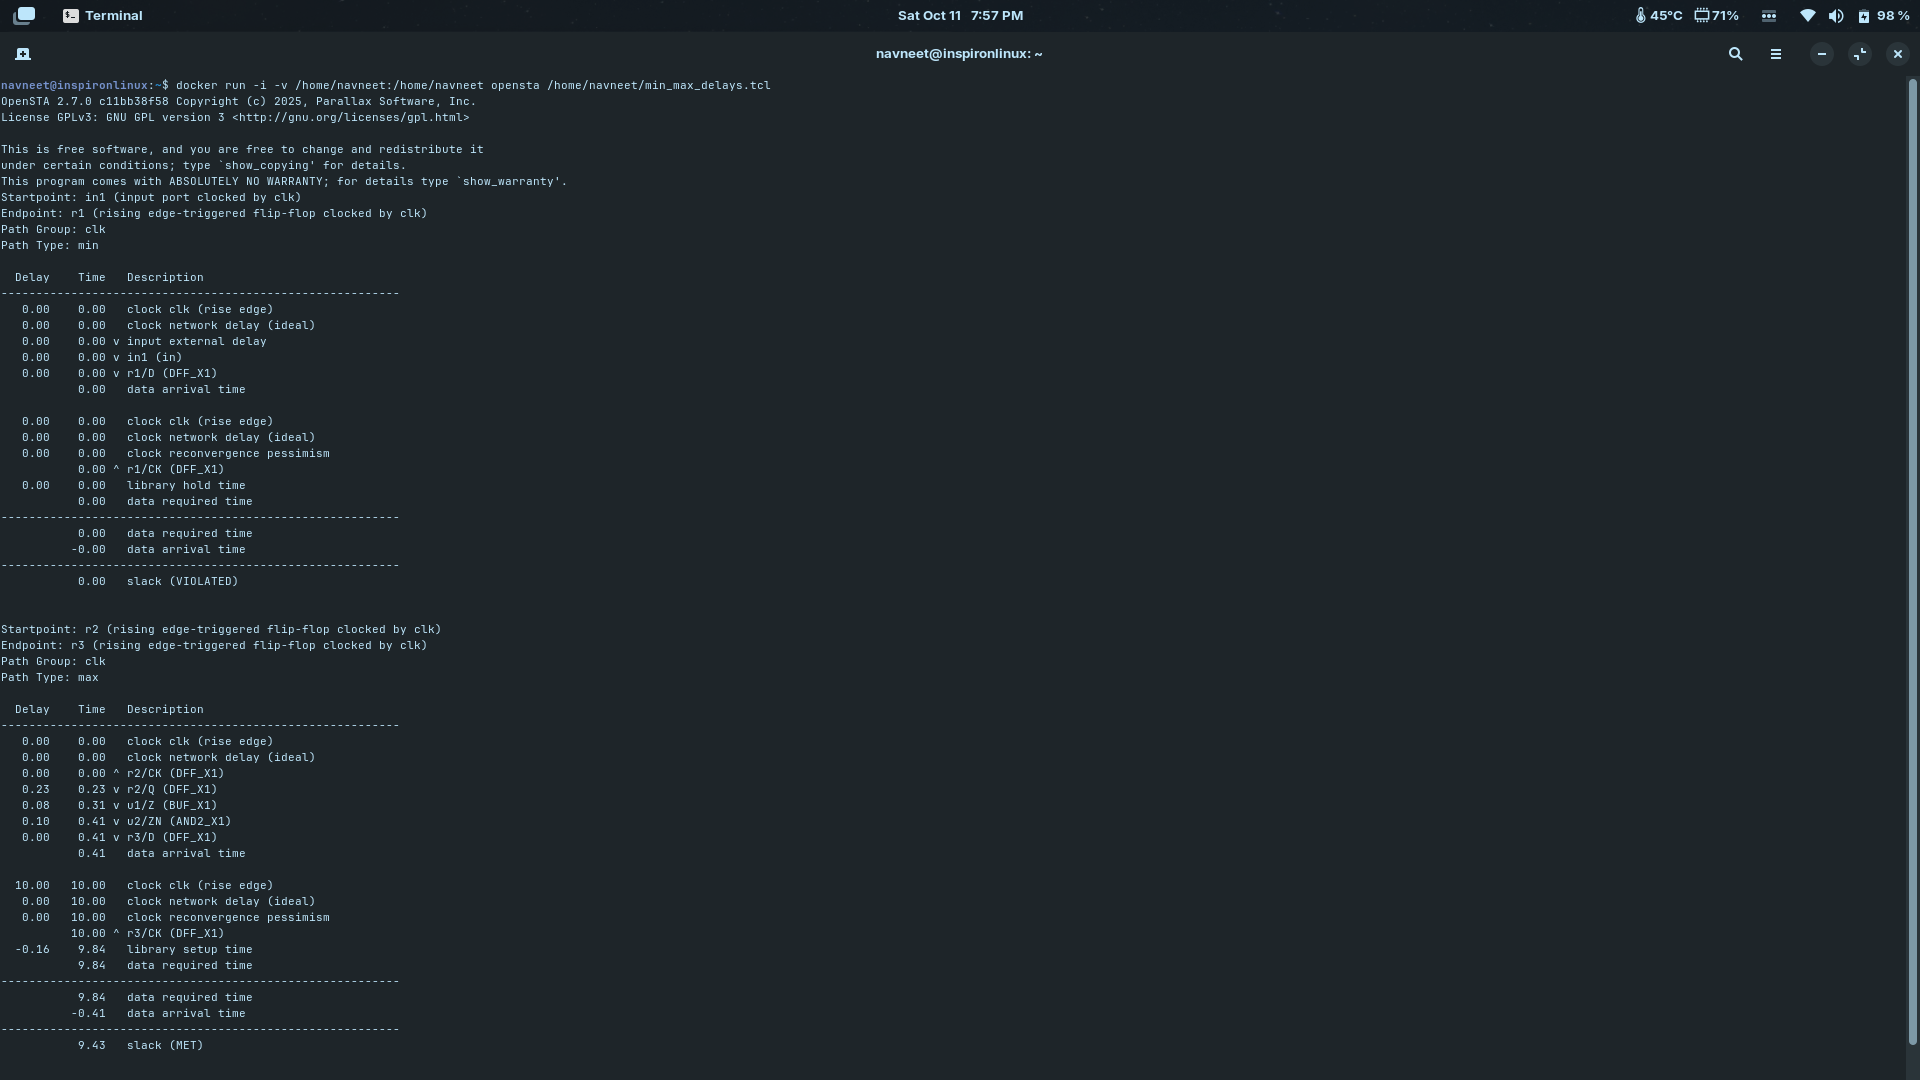 Terminal
Sat Oct 11 7:57 PM
45°C 71% 98 %
navneet@inspironlinux: ~
navneet@inspironlinux:~$ docker run -i -v /home/navneet:/home/navneet opensta /home/navneet/min_max_delays.tcl
OpenSTA 2.7.0 c11bb38f58 Copyright (c) 2025, Parallax Software, Inc.
License GPLv3: GNU GPL version 3 <http://gnu.org/licenses/gpl.html>

This is free software, and you are free to change and redistribute it
under certain conditions; type `show_copying' for details.
This program comes with ABSOLUTELY NO WARRANTY; for details type `show_warranty'.
Startpoint: in1 (input port clocked by clk)
Endpoint: r1 (rising edge-triggered flip-flop clocked by clk)
Path Group: clk
Path Type: min

  Delay    Time   Description
---------------------------------------------------------
   0.00    0.00   clock clk (rise edge)
   0.00    0.00   clock network delay (ideal)
   0.00    0.00 v input external delay
   0.00    0.00 v in1 (in)
   0.00    0.00 v r1/D (DFF_X1)
           0.00   data arrival time

   0.00    0.00   clock clk (rise edge)
   0.00    0.00   clock network delay (ideal)
   0.00    0.00   clock reconvergence pessimism
           0.00 ^ r1/CK (DFF_X1)
   0.00    0.00   library hold time
           0.00   data required time
---------------------------------------------------------
           0.00   data required time
          -0.00   data arrival time
---------------------------------------------------------
           0.00   slack (VIOLATED)


Startpoint: r2 (rising edge-triggered flip-flop clocked by clk)
Endpoint: r3 (rising edge-triggered flip-flop clocked by clk)
Path Group: clk
Path Type: max

  Delay    Time   Description
---------------------------------------------------------
   0.00    0.00   clock clk (rise edge)
   0.00    0.00   clock network delay (ideal)
   0.00    0.00 ^ r2/CK (DFF_X1)
   0.23    0.23 v r2/Q (DFF_X1)
   0.08    0.31 v u1/Z (BUF_X1)
   0.10    0.41 v u2/ZN (AND2_X1)
   0.00    0.41 v r3/D (DFF_X1)
           0.41   data arrival time

  10.00   10.00   clock clk (rise edge)
   0.00   10.00   clock network delay (ideal)
   0.00   10.00   clock reconvergence pessimism
          10.00 ^ r3/CK (DFF_X1)
  -0.16    9.84   library setup time
           9.84   data required time
---------------------------------------------------------
           9.84   data required time
          -0.41   data arrival time
---------------------------------------------------------
           9.43   slack (MET)